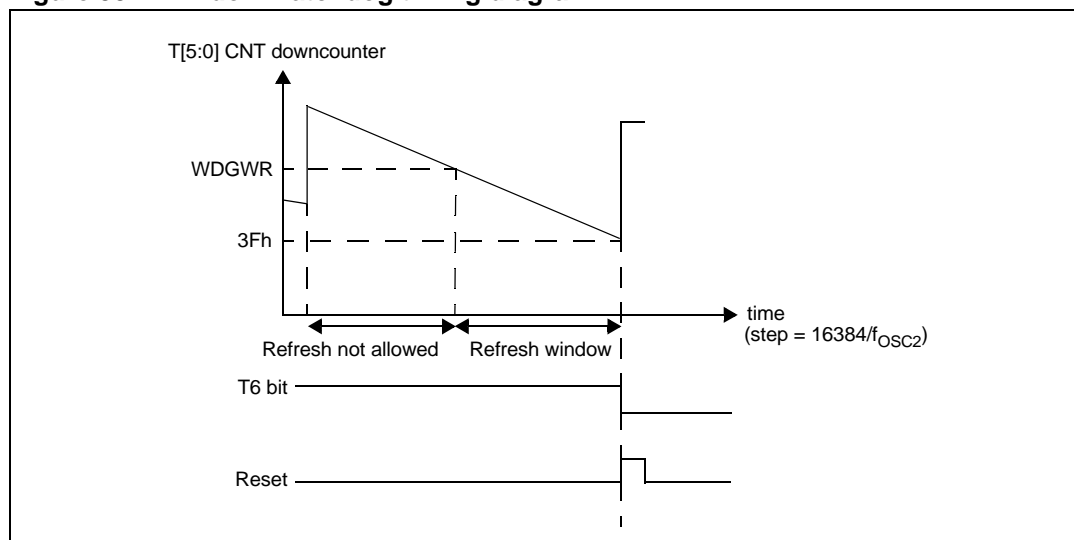 T[5:0] CNT downcounter
WDGWR
3Fh
time
(step = 16384/fOSC2)
Refresh not allowed
Refresh window
T6 bit
Reset